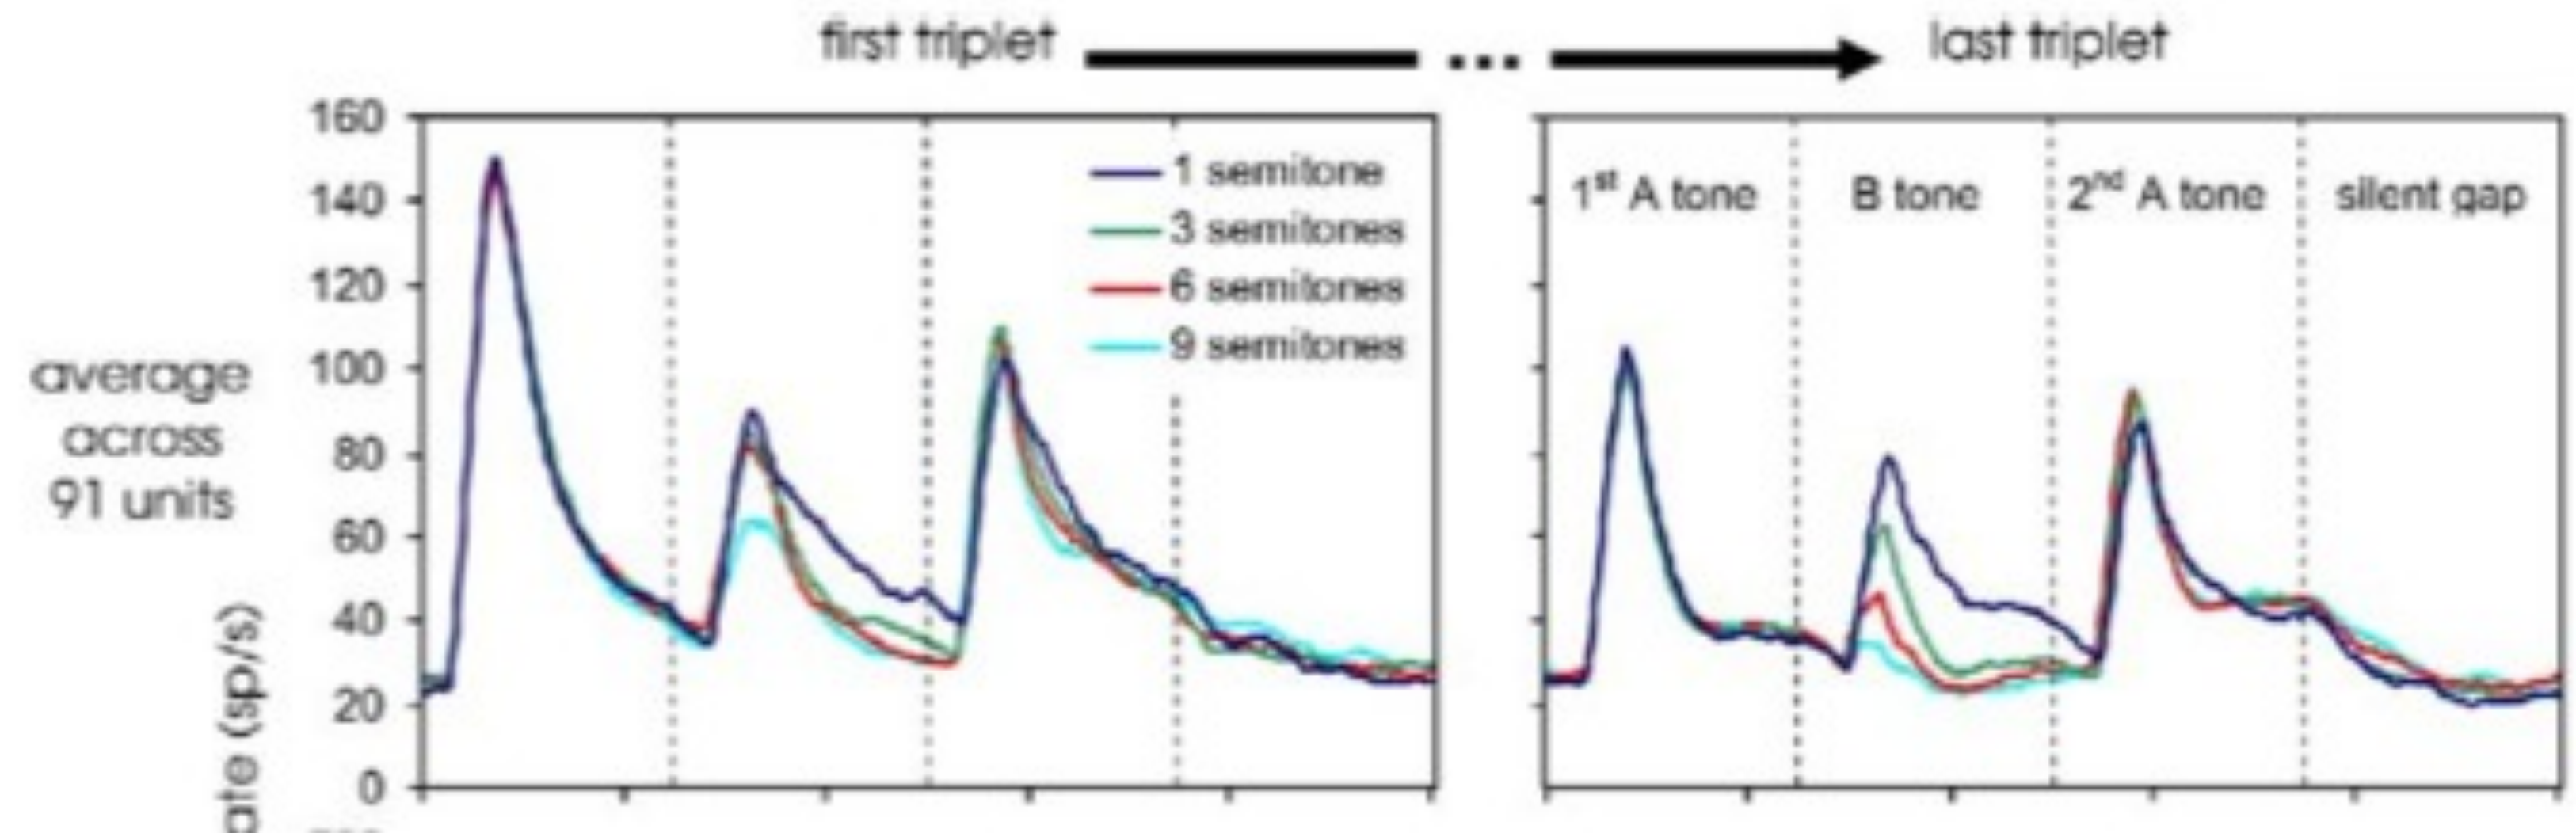 first triplet ... last triplet
160
140
120
100
80
60
40
20
0
average
across
91 units
1 semitone
3 semitones
6 semitones
9 semitones
1st A tone
B tone
2nd A tone
silent gap
(sp/s)